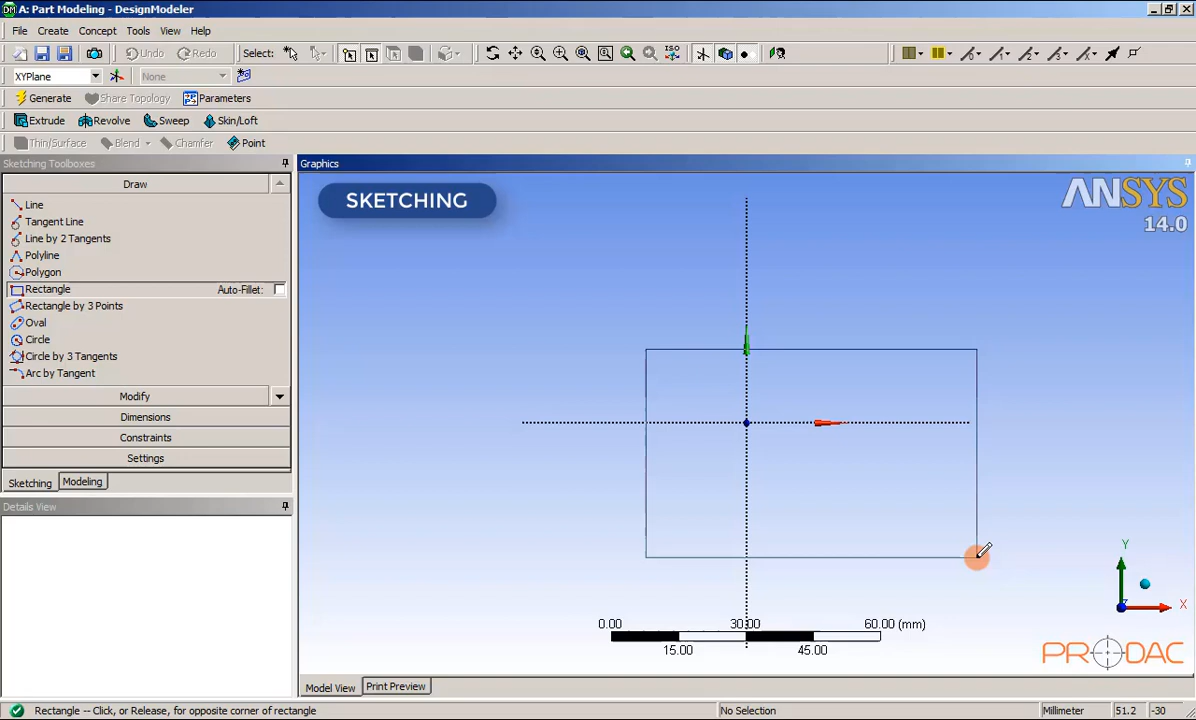 A: Part Modeling - DesignModeler
File Create Concept Tools View Help
Undo Redo Select:
XYPlane None
Generate Share Topology Parameters
Extrude Revolve Sweep Skin/Loft
Thin/Surface Blend Chamfer Point
Sketching Toolboxes
Draw
Line
Tangent Line
Line by 2 Tangents
Polyline
Polygon
Rectangle Auto-Fillet:
Rectangle by 3 Points
Oval
Circle
Circle by 3 Tangents
Arc by Tangent
Modify
Dimensions
Constraints
Settings
Sketching Modeling
Details View
Graphics
SKETCHING
ANSYS
14.0
Y
X
0.00 30.00 60.00 (mm)
15.00 45.00
PRODAC
Model View Print Preview
Rectangle -- Click, or Release, for opposite corner of rectangle No Selection Millimeter 51.2 -30